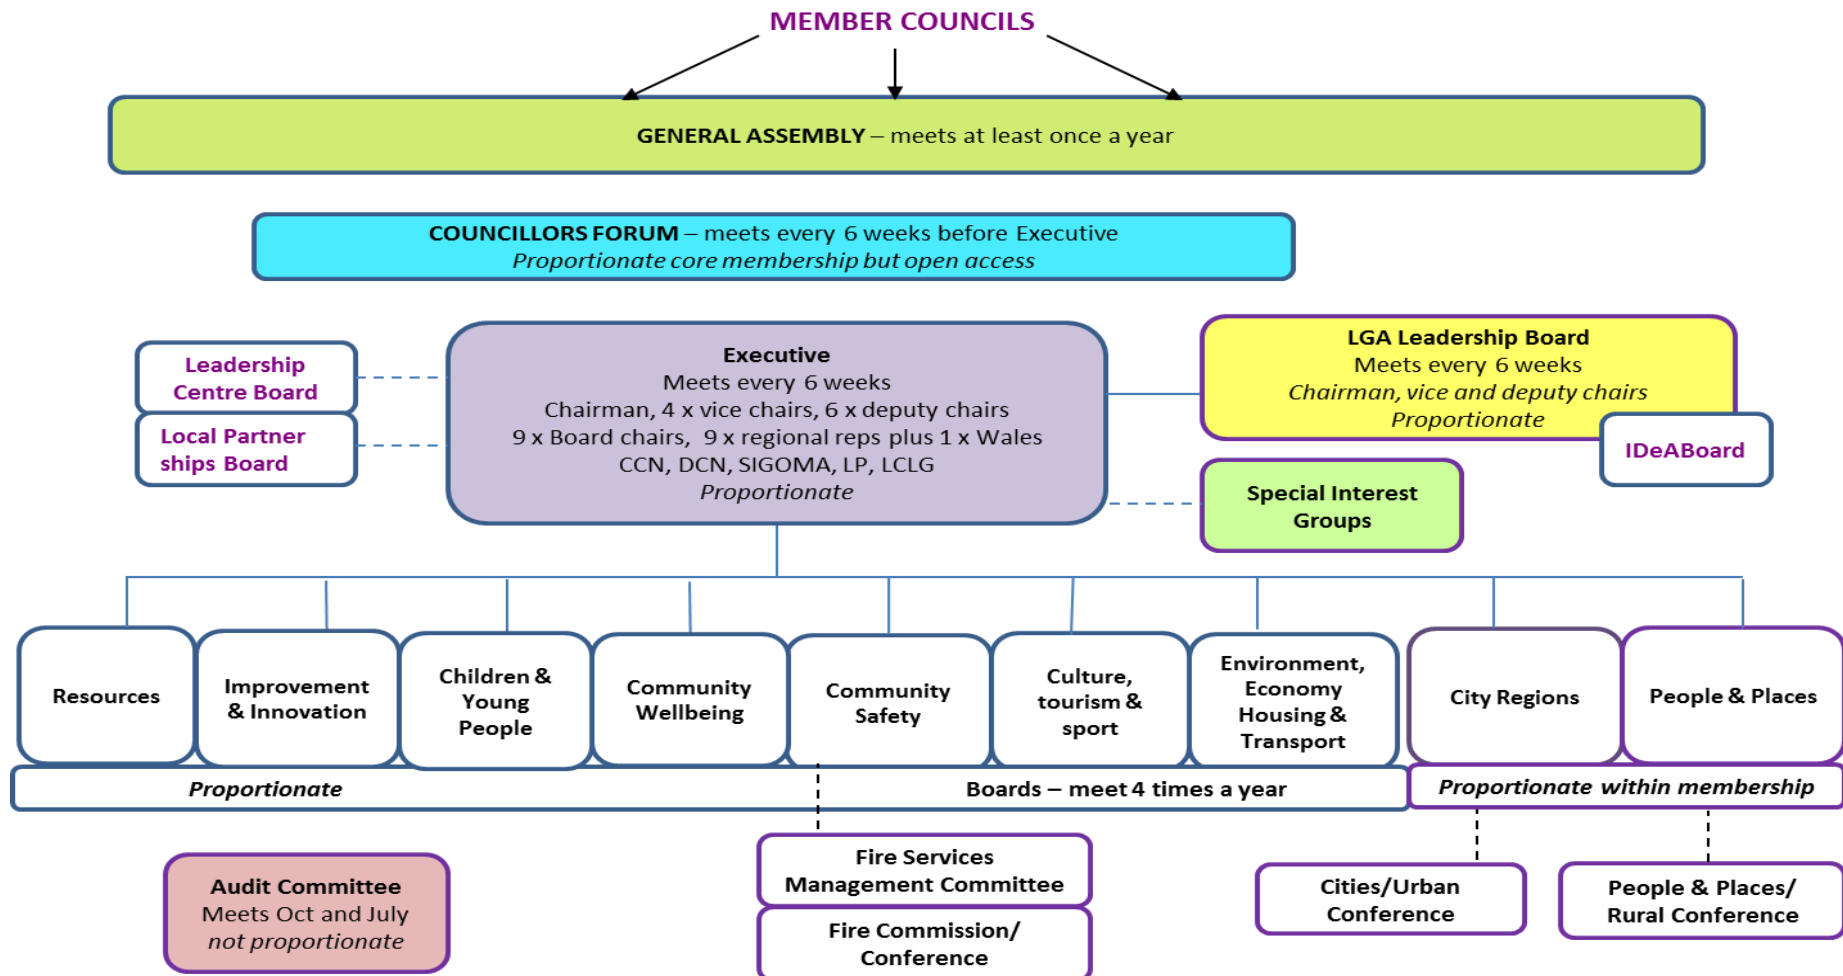 MEMBER COUNCILS
GENERAL ASSEMBLY – meets at least once a year
COUNCILLORS FORUM – meets every 6 weeks before Executive
Proportionate core membership but open access
Leadership
Centre Board
Local Partner
ships Board
Executive
Meets every 6 weeks
Chairman, 4 x vice chairs, 6 x deputy chairs
9 x Board chairs, 9 x regional reps plus 1 x Wales
CCN, DCN, SIGOMA, LP, LCLG
Proportionate
LGA Leadership Board
Meets every 6 weeks
Chairman, vice and deputy chairs
Proportionate
IDeABoard
Special Interest
Groups
Resources
Improvement
& Innovation
Children &
Young
People
Community
Wellbeing
Community
Safety
Culture,
tourism &
sport
Environment,
Economy
Housing &
Transport
City Regions
People & Places
Proportionate
Boards – meet 4 times a year
Proportionate within membership
Audit Committee
Meets Oct and July
not proportionate
Fire Services
Management Committee
Fire Commission/
Conference
Cities/Urban
Conference
People & Places/
Rural Conference